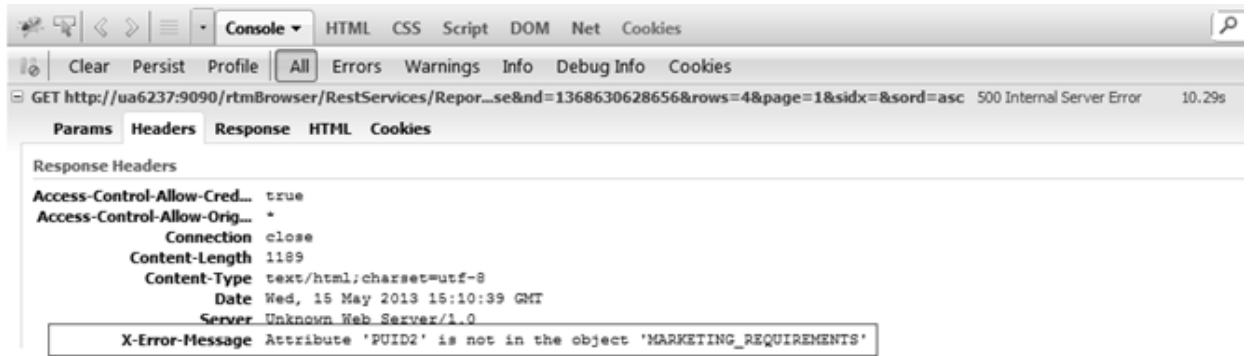 Console ▾ HTML CSS Script DOM Net Cookies
Clear Persist Profile All Errors Warnings Info Debug Info Cookies
GET http://ua6237:9090/rtmBrowser/RestServices/Repor...se&nd=1368630628656&rows=4&page=1&sidx=&sord=asc 500 Internal Server Error 10.29s
Params Headers Response HTML Cookies
Response Headers
Access-Control-Allow-Cred... true
Access-Control-Allow-Orig... *
Connection close
Content-Length 1189
Content-Type text/html;charset=utf-8
Date Wed, 15 May 2013 15:10:39 GMT
Server Unknown Web Server/1.0
X-Error-Message Attribute 'PUID2' is not in the object 'MARKETING_REQUIREMENTS'